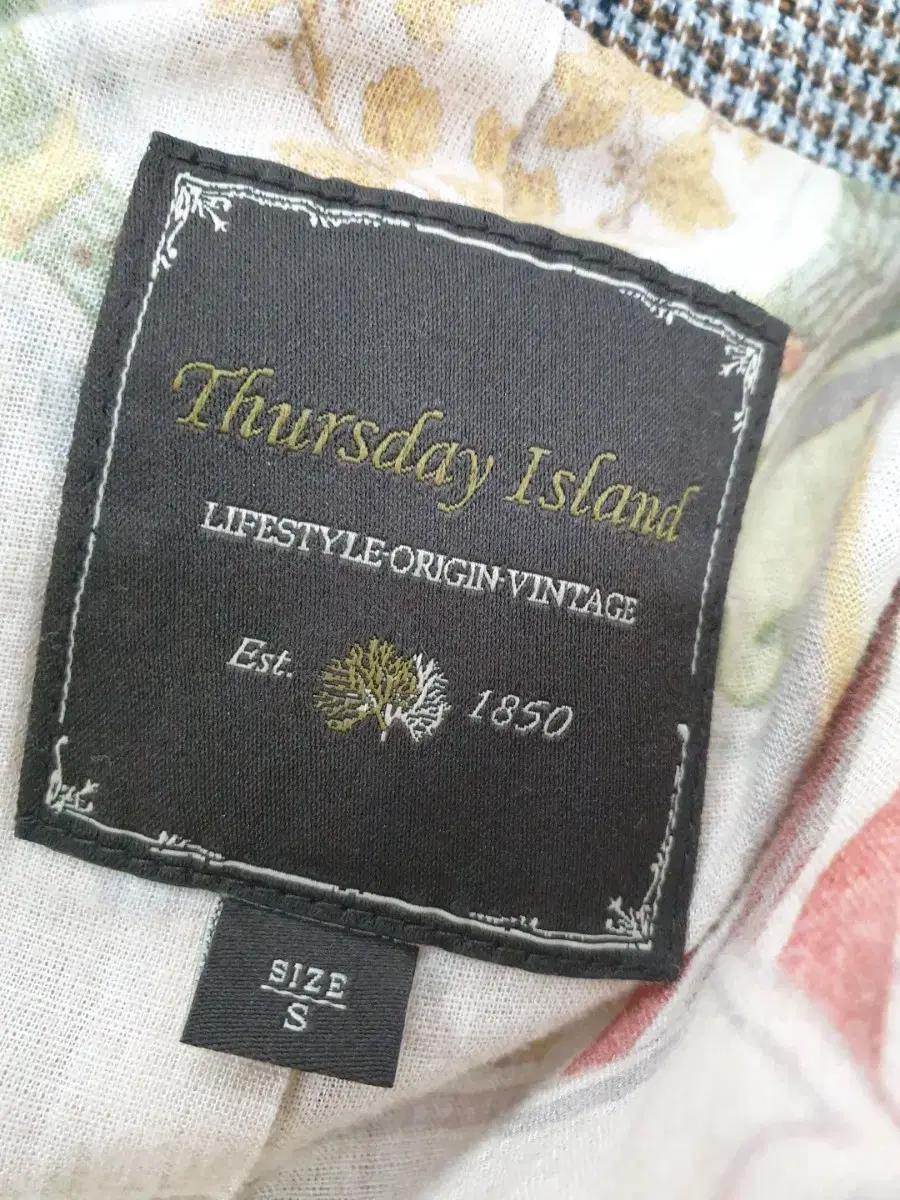 Thursday Island
LIFESTYLE·ORIGIN·VINTAGE
Est. 1850
SIZE
S